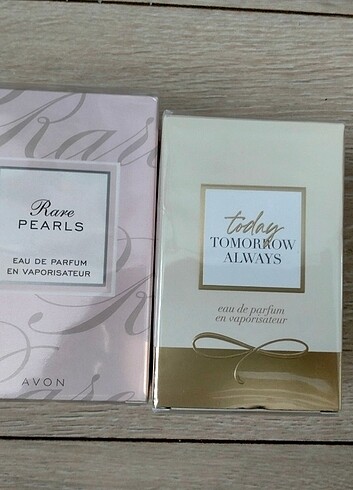 Rare
PEARLS
EAU DE PARFUM
EN VAPORISATEUR
AVON
today
TOMORROW
ALWAYS
eau de parfum
en vaporisateur